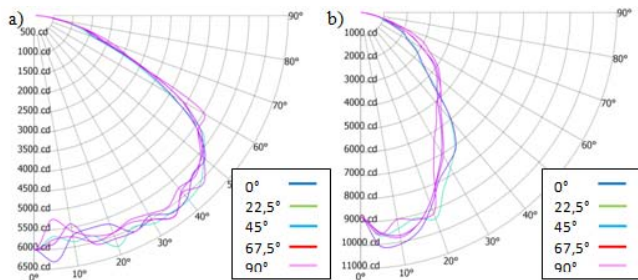 a)
500 cd
1000 cd
1500 cd
2000 cd
2500 cd
3000 cd
3500 cd
4000 cd
4500 cd
5000 cd
5500 cd
6000 cd
6500 cd
0°
10°
20°
30°
40°
60°
70°
80°
90°
0°
22,5°
45°
67,5°
90°
b)
1000 cd
2000 cd
3000 cd
4000 cd
5000 cd
6000 cd
7000 cd
8000 cd
9000 cd
10000 cd
11000 cd
0°
10°
20°
30°
40°
50°
60°
70°
80°
90°
0°
22,5°
45°
67,5°
90°